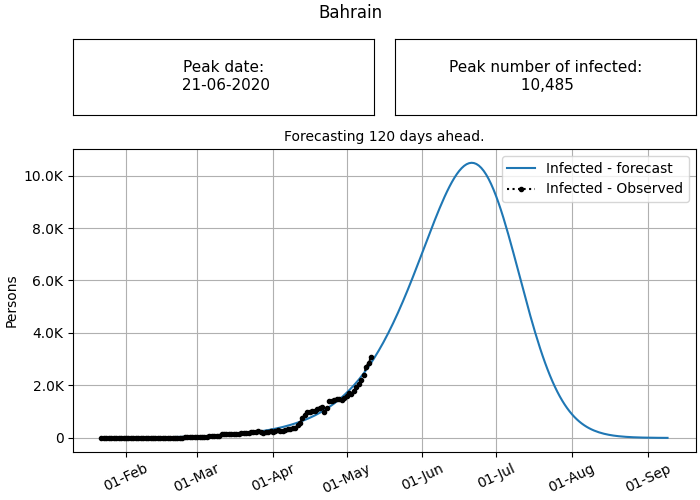 Bahrain
Peak date:
21-06-2020
Peak number of infected:
10,485
Forecasting 120 days ahead.
Infected - forecast
Infected - Observed
Persons
10.0K
8.0K
6.0K
4.0K
2.0K
0
01-Feb
01-Mar
01-Apr
01-May
01-Jun
01-Jul
01-Aug
01-Sep